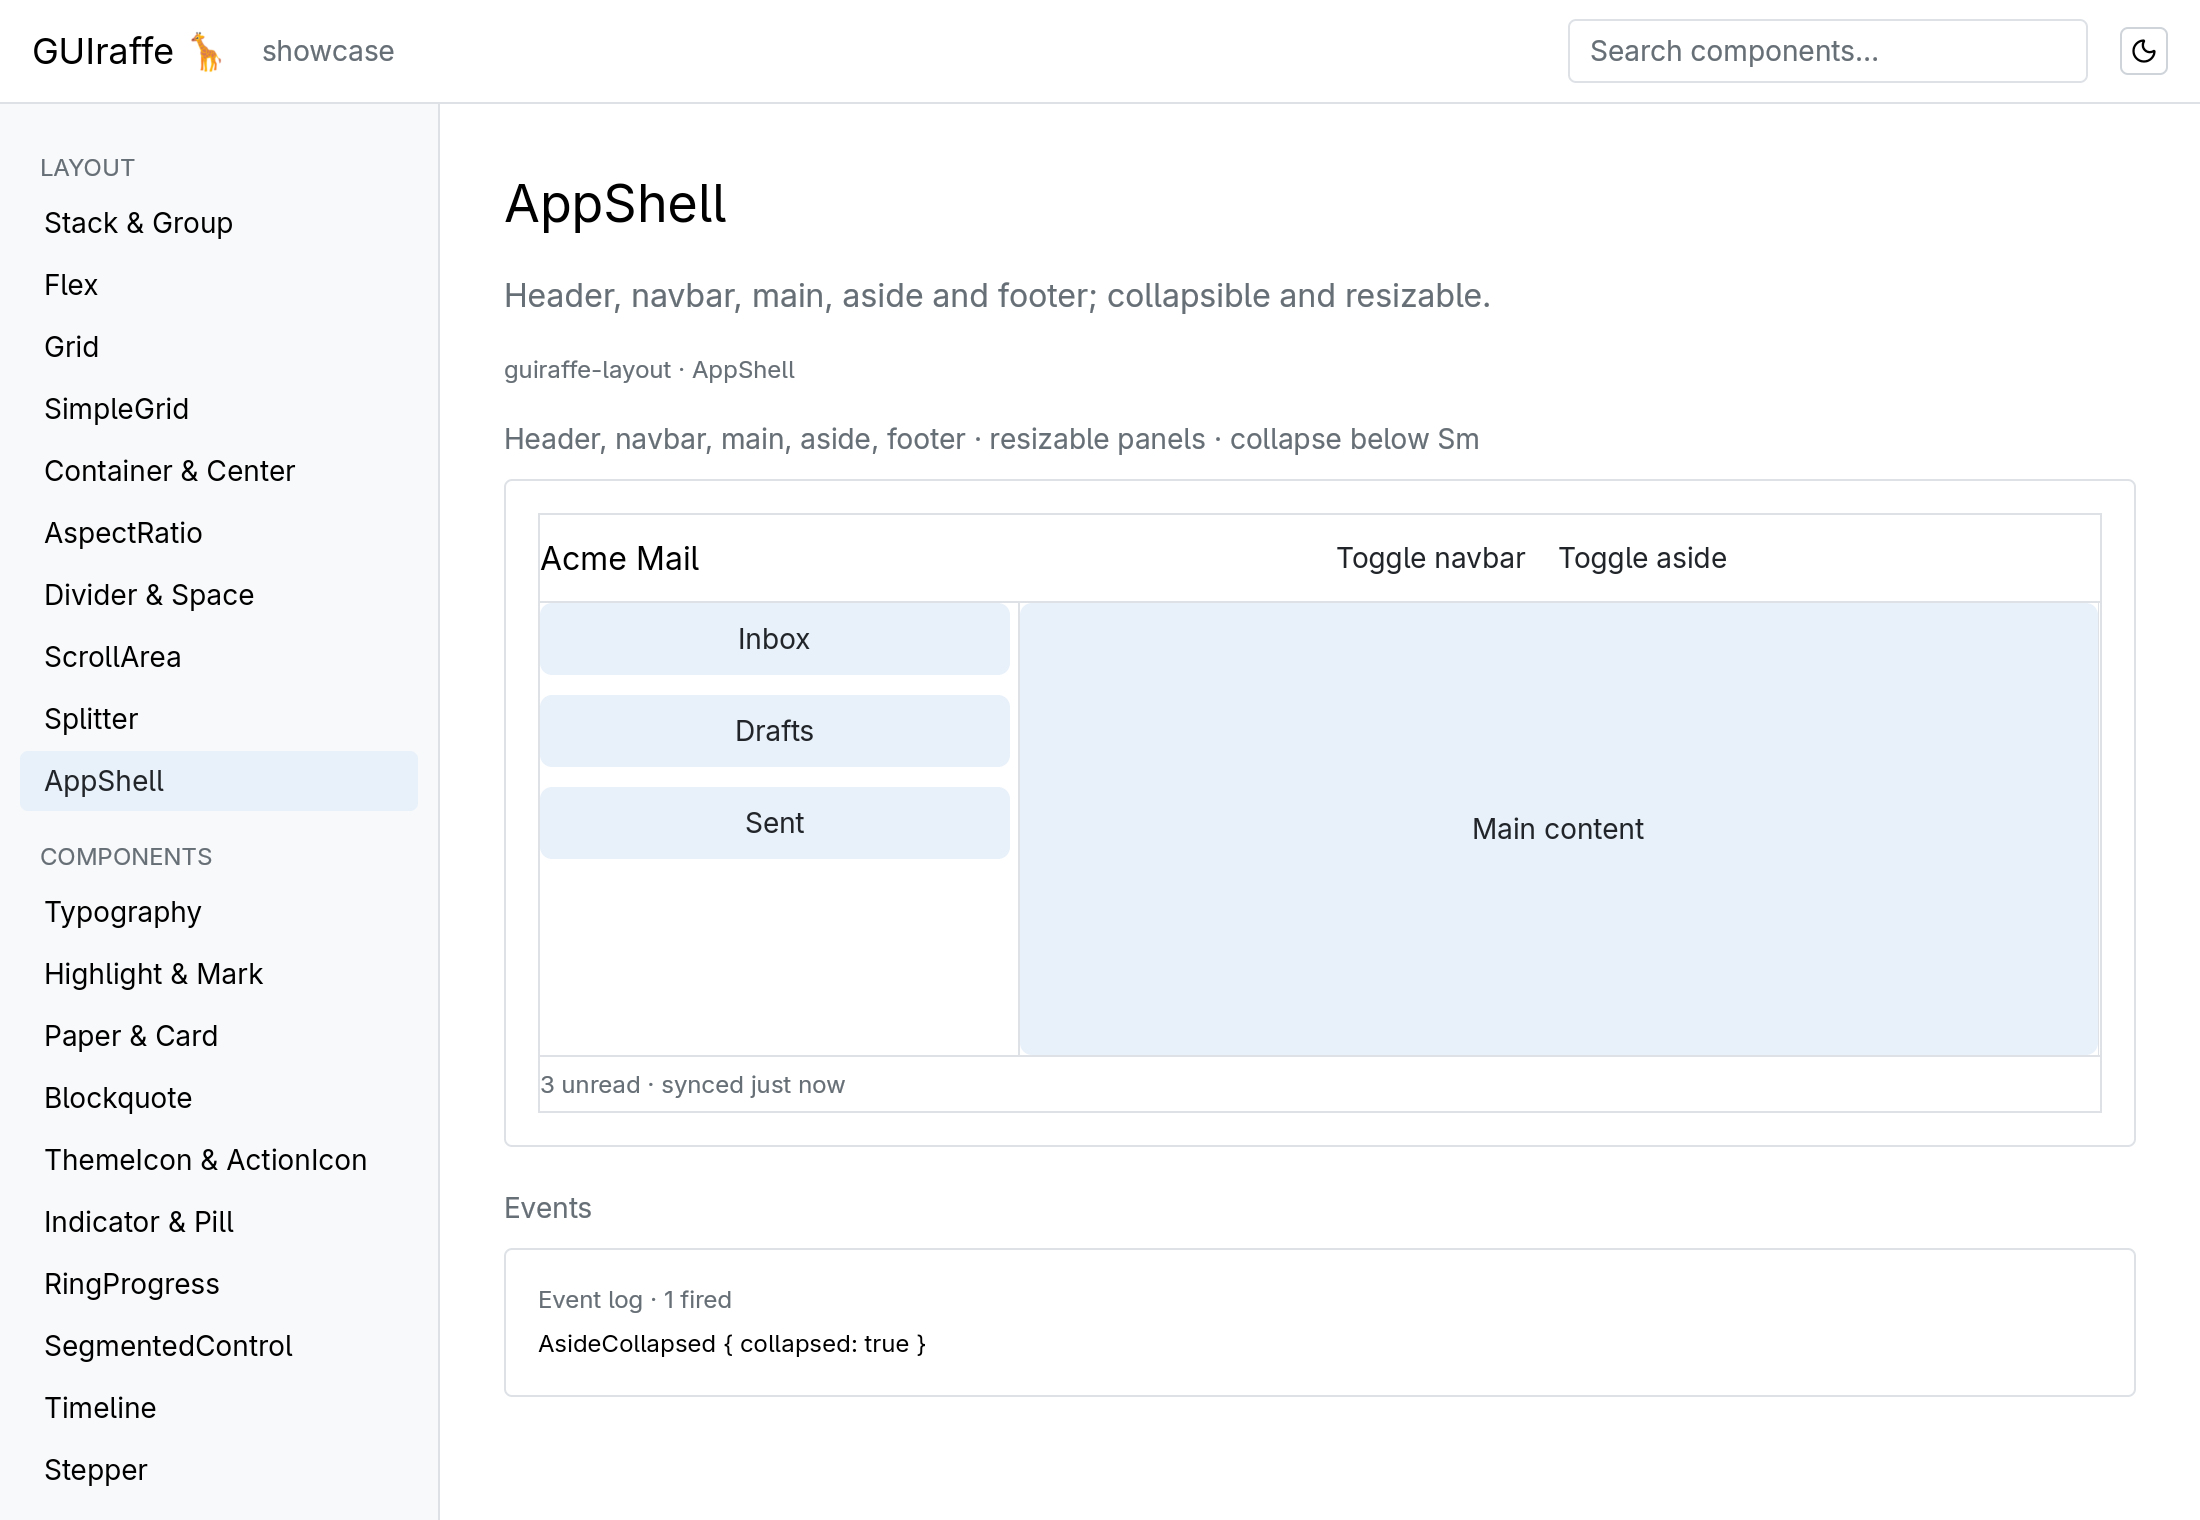 GUIraffe 🦒 showcase Search components...
LAYOUT
Stack & Group
Flex
Grid
SimpleGrid
Container & Center
AspectRatio
Divider & Space
ScrollArea
Splitter
AppShell
COMPONENTS
Typography
Highlight & Mark
Paper & Card
Blockquote
ThemeIcon & ActionIcon
Indicator & Pill
RingProgress
SegmentedControl
Timeline
Stepper
AppShell
Header, navbar, main, aside and footer; collapsible and resizable.
guiraffe-layout · AppShell
Header, navbar, main, aside, footer · resizable panels · collapse below Sm
Acme Mail Toggle navbar Toggle aside
Inbox
Drafts
Sent
Main content
3 unread · synced just now
Events
Event log · 1 fired
AsideCollapsed { collapsed: true }